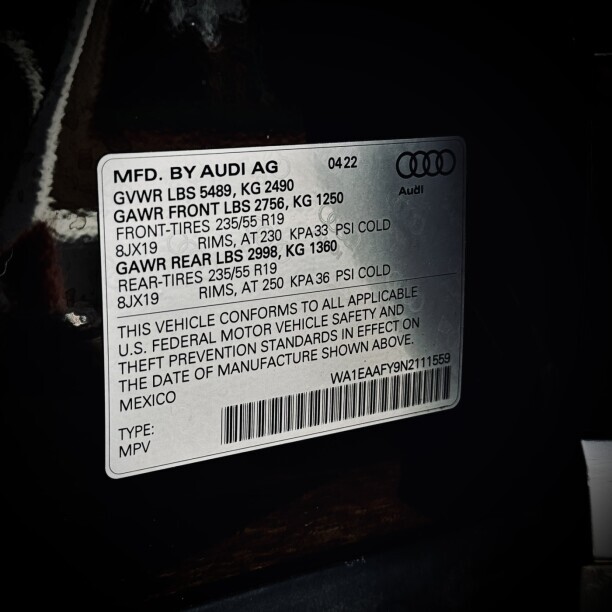 MFD. BY AUDI AG 04 22
Audi
GVWR LBS 5489, KG 2490
GAWR FRONT LBS 2756, KG 1250
FRONT-TIRES 235/55 R19
8JX19 RIMS, AT 230 KPA 33 PSI COLD
GAWR REAR LBS 2998, KG 1360
REAR-TIRES 235/55 R19
8JX19 RIMS, AT 250 KPA 36 PSI COLD
THIS VEHICLE CONFORMS TO ALL APPLICABLE
U.S. FEDERAL MOTOR VEHICLE SAFETY AND
THEFT PREVENTION STANDARDS IN EFFECT ON
THE DATE OF MANUFACTURE SHOWN ABOVE.
MEXICO WA1EAAFY9N2111559
TYPE:
MPV